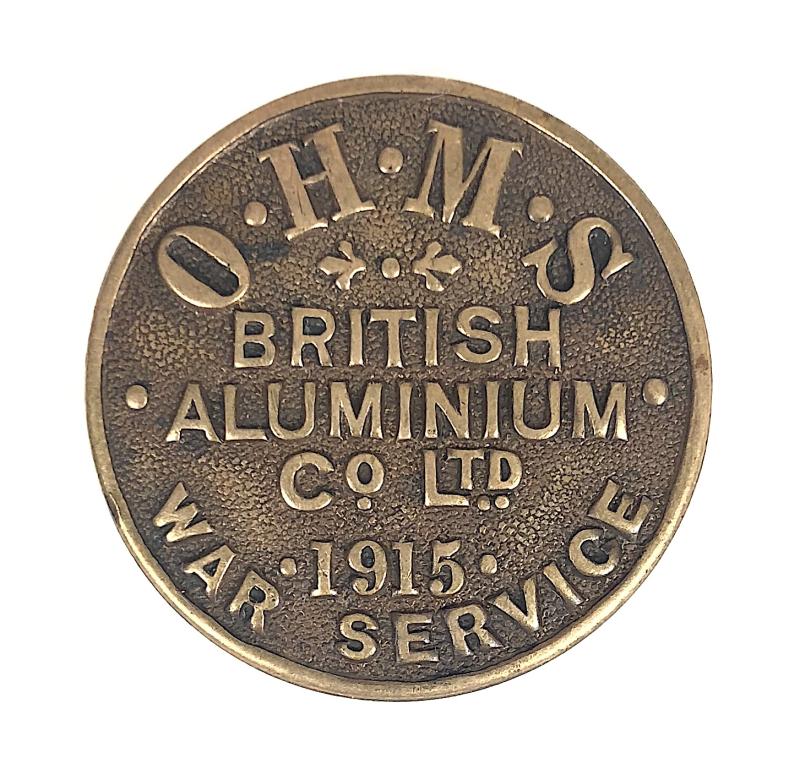 O·H·M·S
BRITISH
·ALUMINIUM·
Co LTD
·1915·
WAR SERVICE